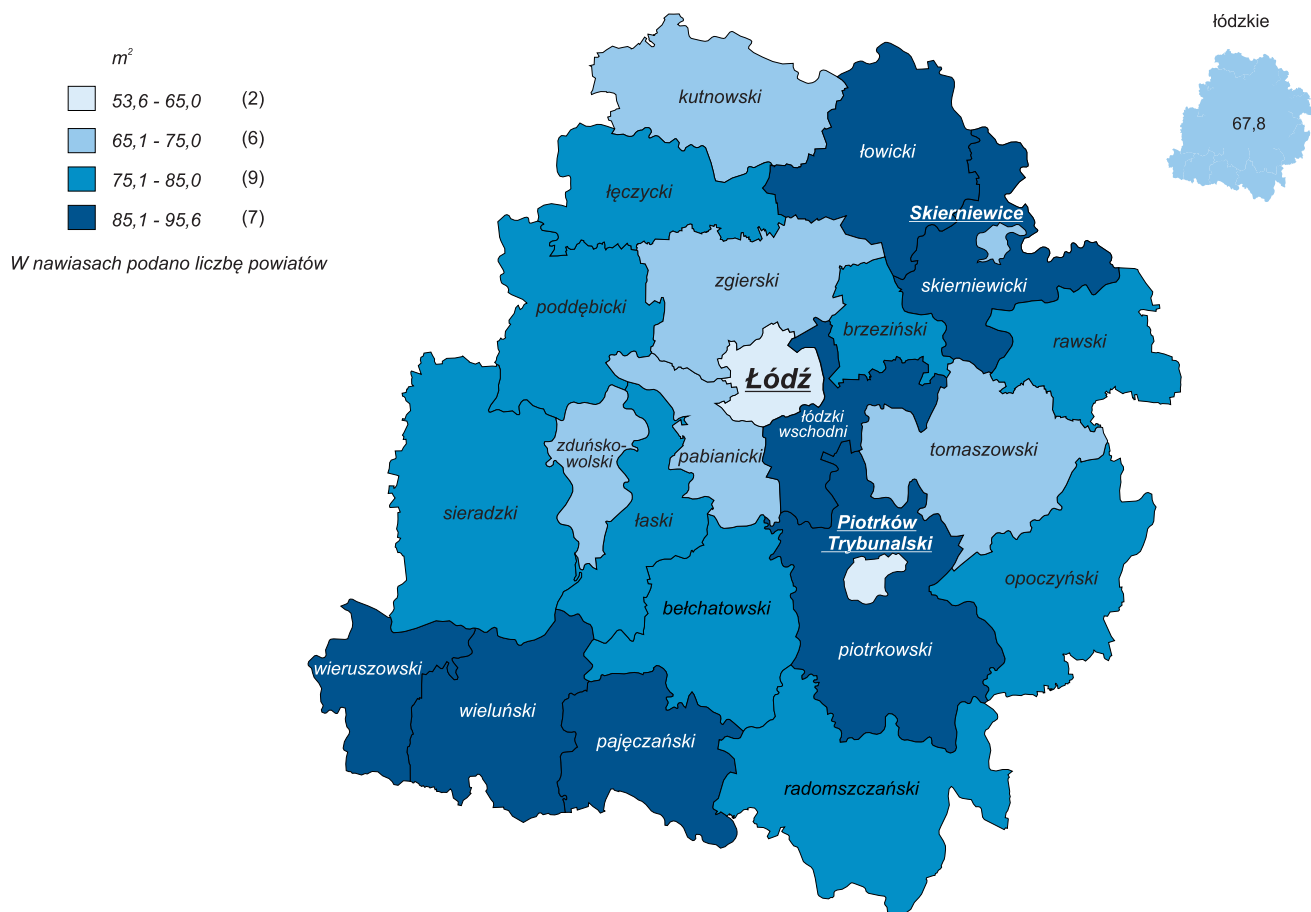 m²
53,6 - 65,0 (2)
65,1 - 75,0 (6)
75,1 - 85,0 (9)
85,1 - 95,6 (7)
W nawiasach podano liczbę powiatów
łódzkie
67,8
kutnowski
łowicki
łęczycki
Skierniewice
zgierski
skierniewicki
poddębicki
brzeziński
rawski
Łódź
łódzki
wschodni
zduńsko-
wolski
pabianicki
tomaszowski
sieradzki
łaski
Piotrków
Trybunalski
opoczyński
bełchatowski
piotrkowski
wieruszowski
wieluński
pajęczański
radomszczański